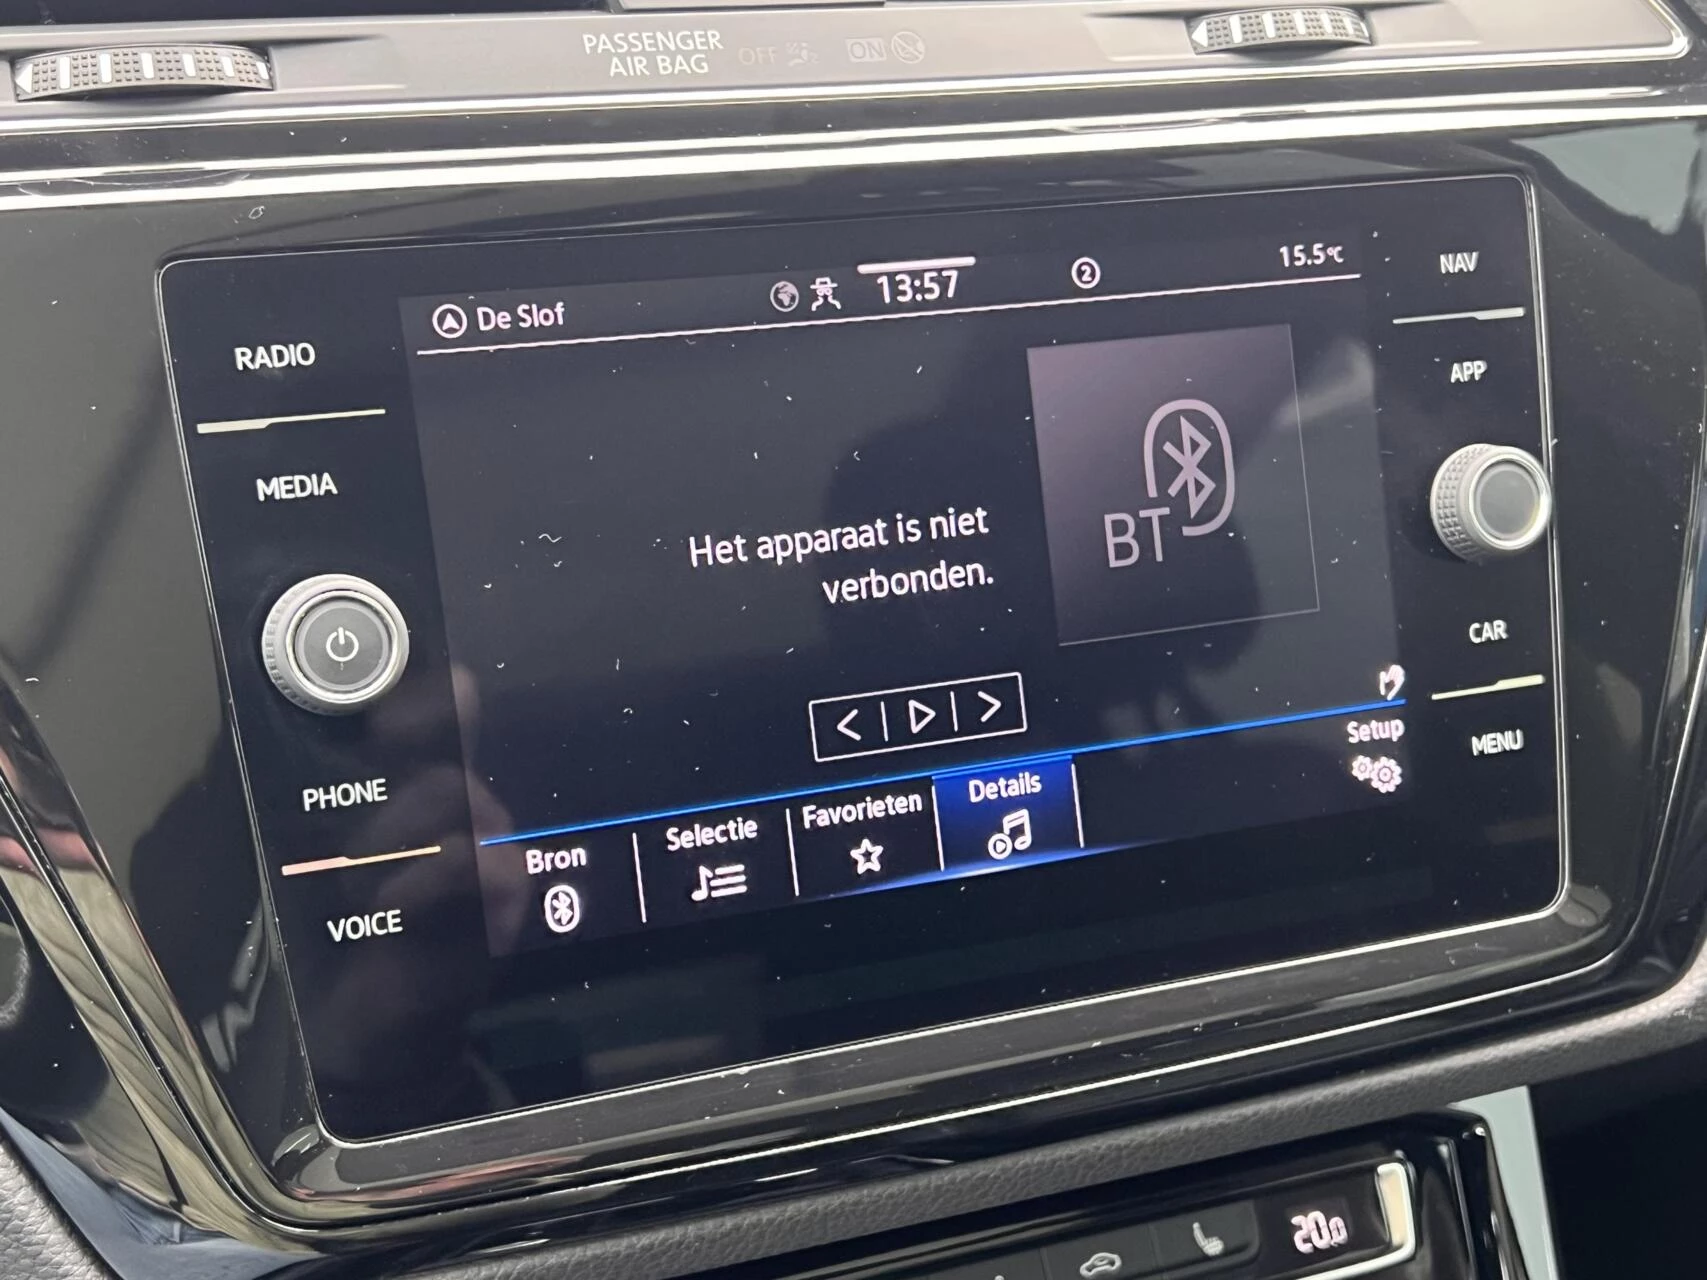 PASSENGER
AIR BAG
OFF
ON
De Slof
13:57
2
15.5°C
NAV
RADIO
APP
MEDIA
BT
Het apparaat is niet
verbonden.
CAR
Setup
MENU
PHONE
Bron
Selectie
Favorieten
Details
VOICE
20.0